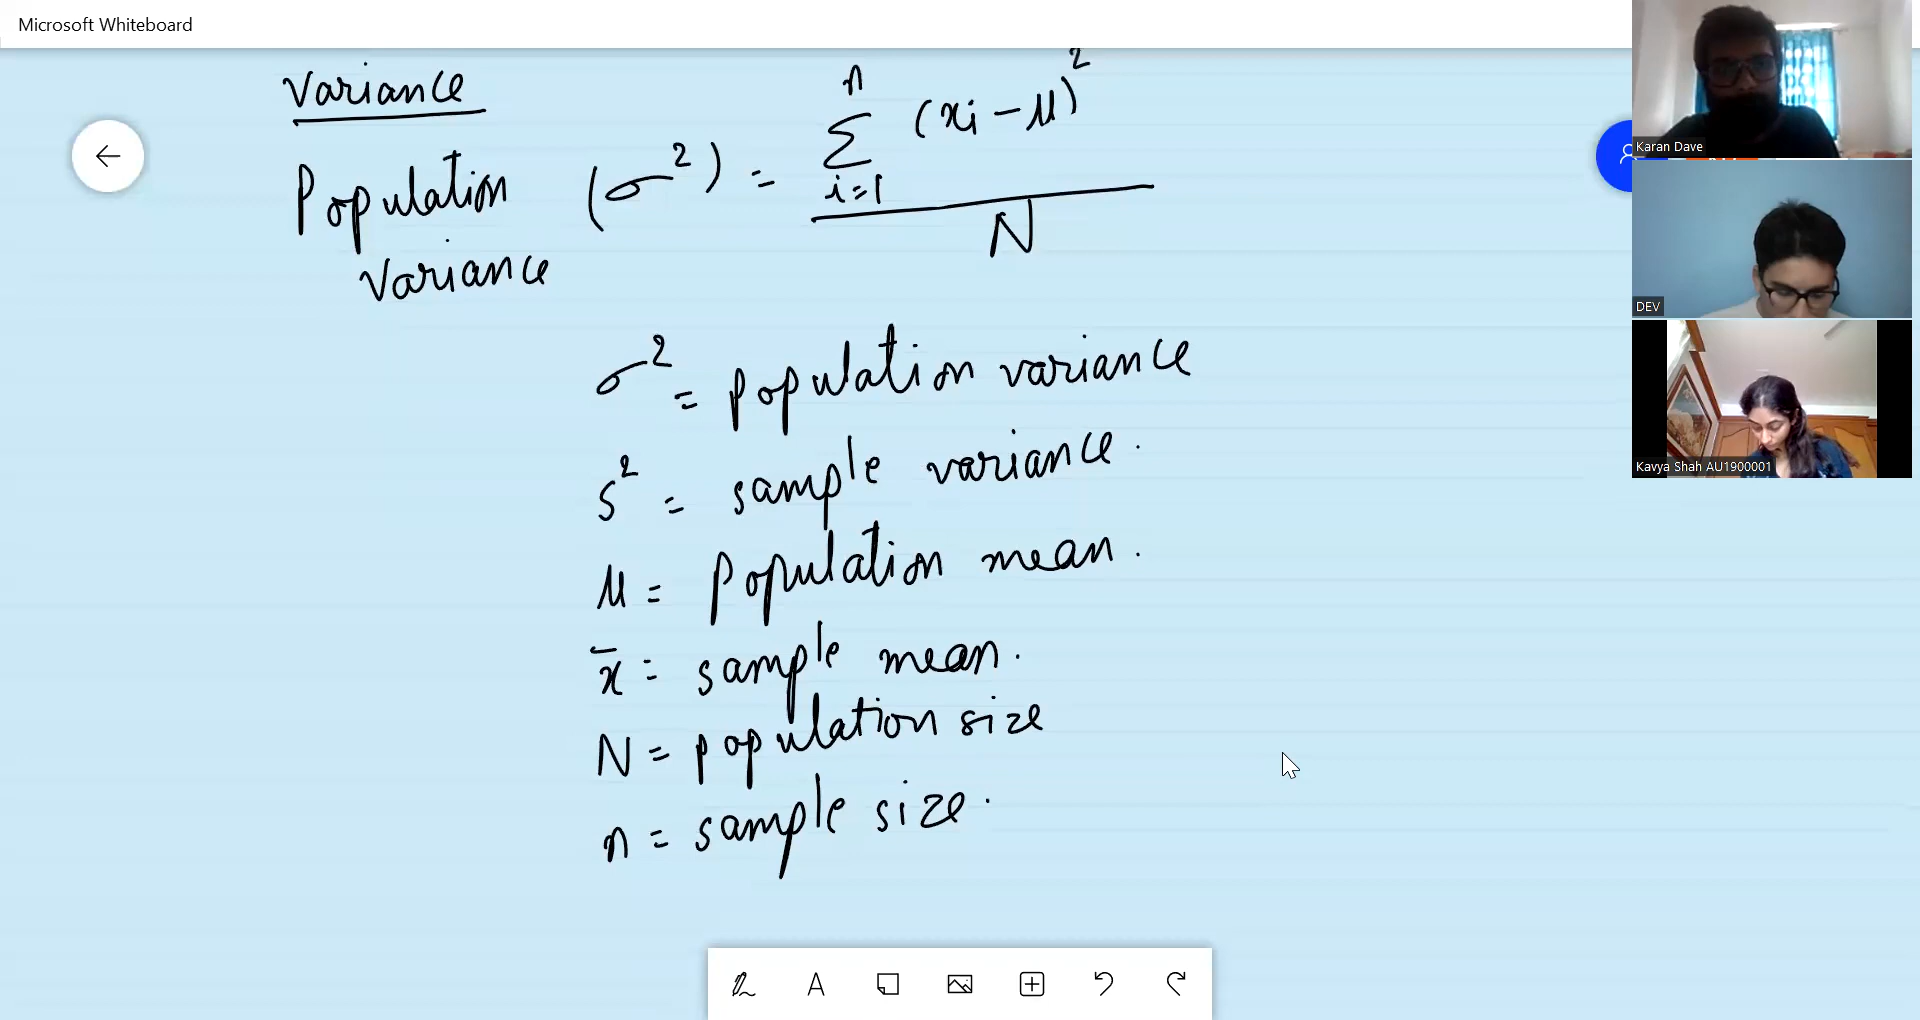 Microsoft Whiteboard
Variance
Population Variance (σ²) = n Σ i=1 (xi - μ)² / N
σ² = population variance
s² = sample variance.
μ = Population mean.
x̄ = sample mean.
N = population size
n = sample size.
Karan Dave
DEV
Kavya Shah AU1900001
A